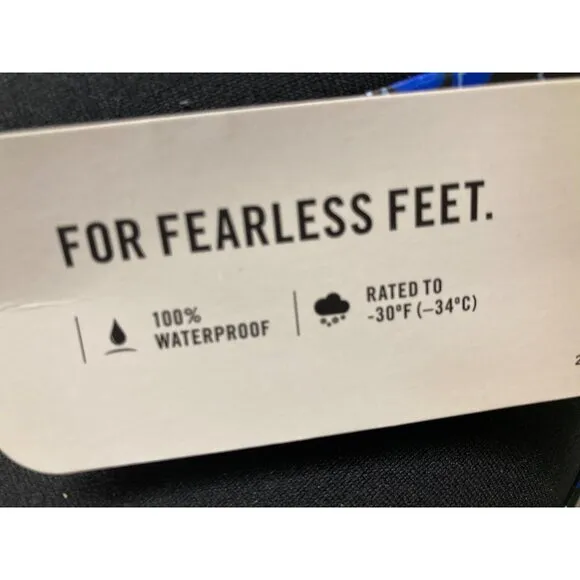 FOR FEARLESS FEET.
100%
WATERPROOF
RATED TO
-30°F (–34°C)